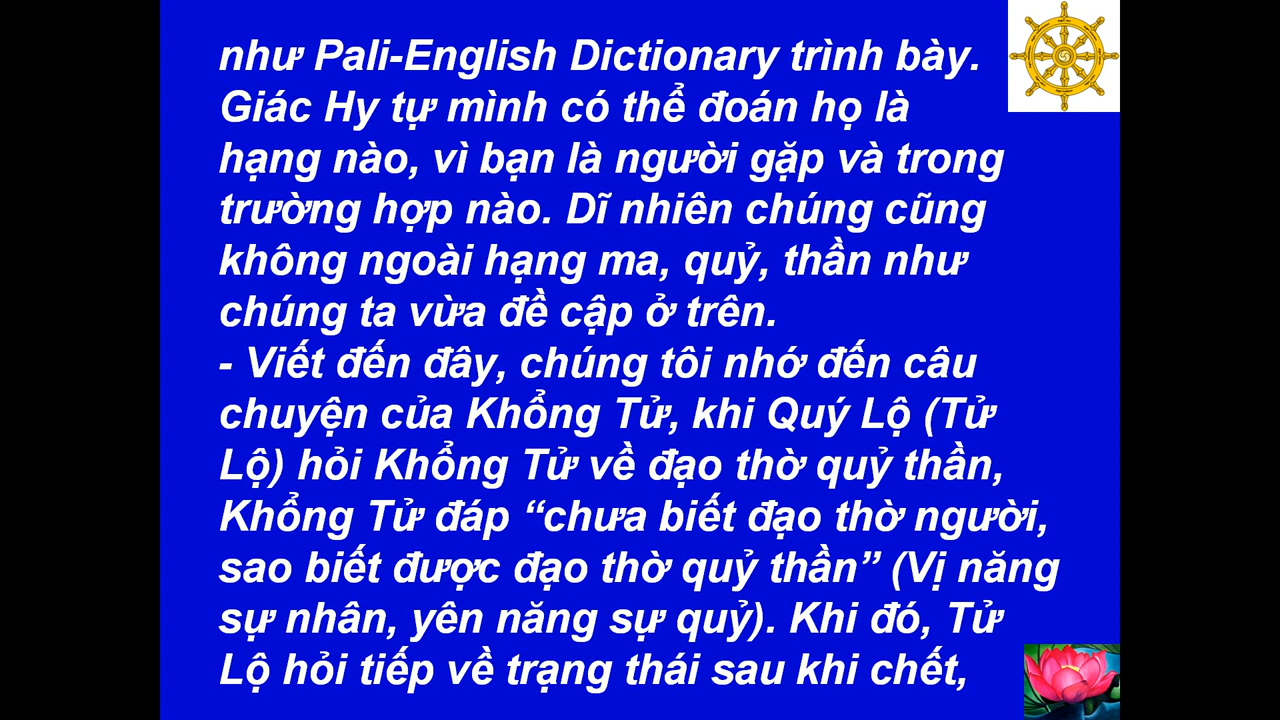 như Pali-English Dictionary trình bày.
Giác Hy tự mình có thể đoán họ là
hạng nào, vì bạn là người gặp và trong
trường hợp nào. Dĩ nhiên chúng cũng
không ngoài hạng ma, quỷ, thần như
chúng ta vừa đề cập ở trên.
- Viết đến đây, chúng tôi nhớ đến câu
chuyện của Khổng Tử, khi Quý Lộ (Tử
Lộ) hỏi Khổng Tử về đạo thờ quỷ thần,
Khổng Tử đáp “chưa biết đạo thờ người,
sao biết được đạo thờ quỷ thần” (Vị năng
sự nhân, yên năng sự quỷ). Khi đó, Tử
Lộ hỏi tiếp về trạng thái sau khi chết,